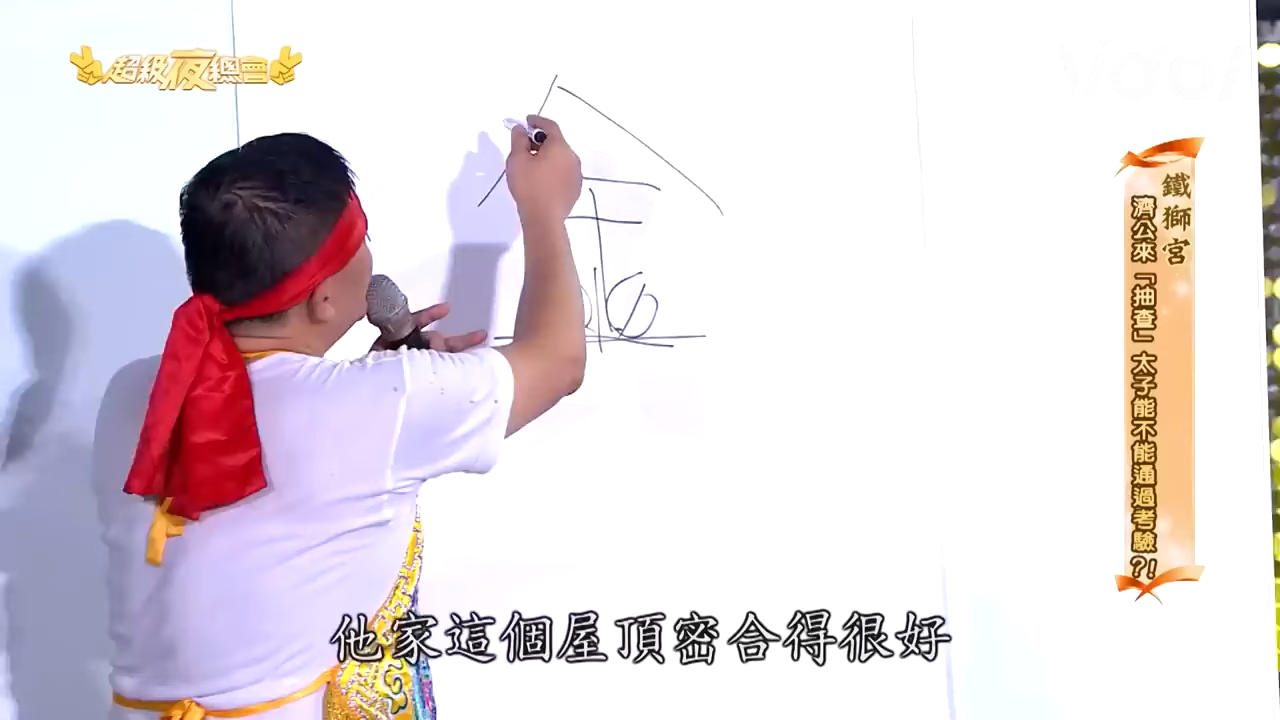 超級夜總會
鐵獅宮
濟公來「抽查」太子能不能通過考驗?!
他家這個屋頂密合得很好